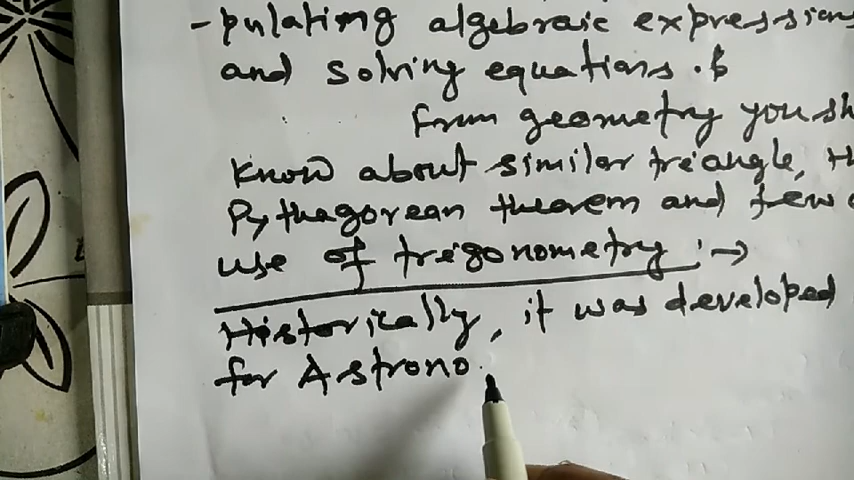 -pulating algebraic expressions
and solving equations.
From geometry you sh
know about similar triangle,
Pythagorean theorem and few
use of trigonometry :→
Historically, it was developed
for Astrono